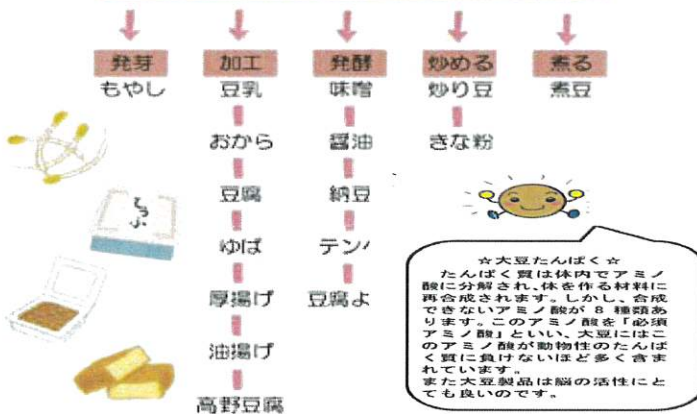 発芽 加工 発酵 炒める 煮る
もやし 豆乳 味噌 炒り豆 煮豆
おから 醤油 きな粉
豆腐 納豆
とうふ
ゆば テンパ
厚揚げ 豆腐よ
油揚げ
高野豆腐
☆大豆たんぱく☆
たんぱく質は体内でアミノ
酸に分解され、体を作る材料に
再合成されます。しかし、合成
できないアミノ酸が 8 種類あ
ります。このアミノ酸を「必須
アミノ酸」といい、大豆にはこ
のアミノ酸が動物性のたんぱ
く質に負けないほど多く含ま
れています。
また大豆製品は脳の活性にと
ても良いのです。